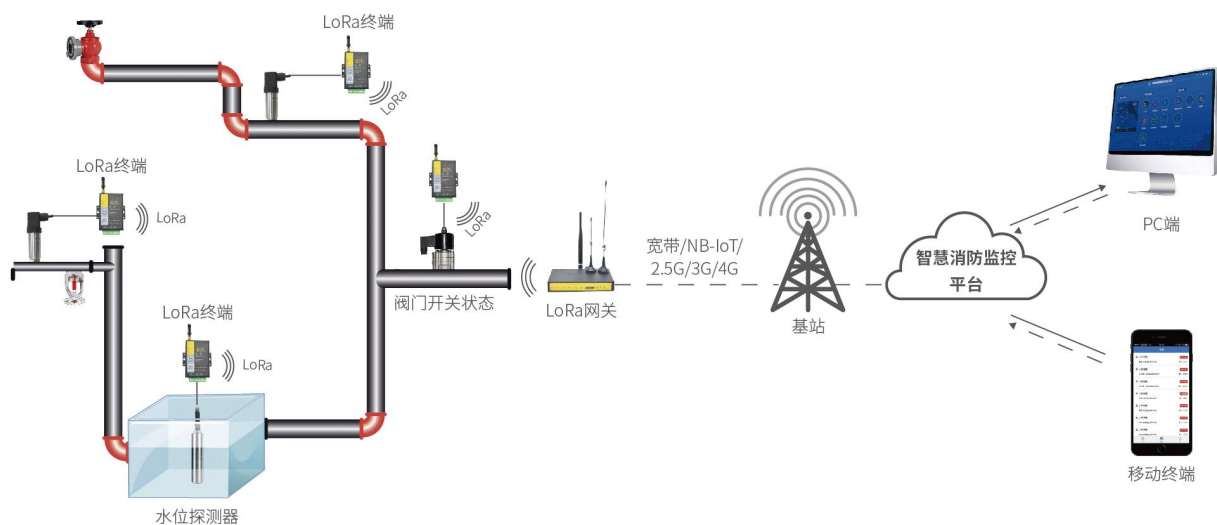 LoRa终端
LoRa
LoRa终端
LoRa
LoRa
阀门开关状态
LoRa终端
LoRa
水位探测器
LoRa网关
宽带/NB-IoT/
2.5G/3G/4G
基站
智慧消防监控
平台
PC端
移动终端